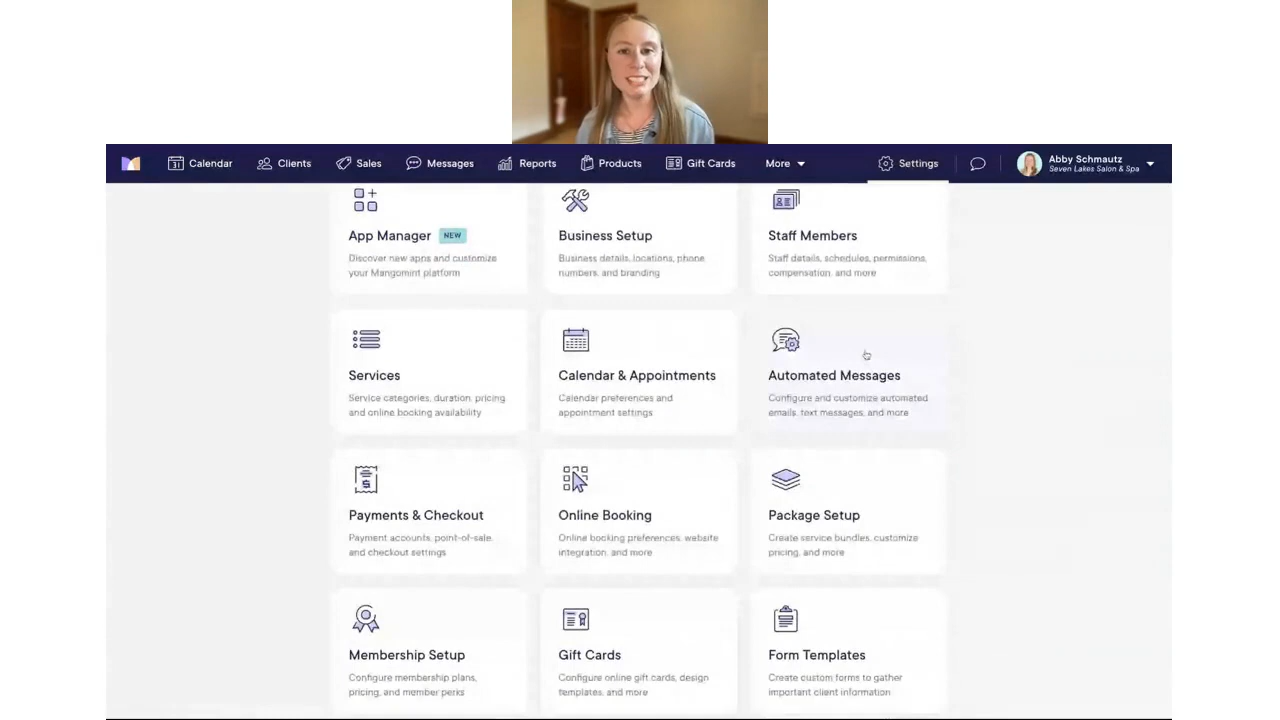 Calendar
Clients
Sales
Messages
Reports
Products
Gift Cards
More
Settings
Abby Schmautz
Seven Lakes Salon & Spa
App Manager NEW
Discover new apps and customize
your Mangomint platform
Business Setup
Business details, locations, phone
numbers, and branding
Staff Members
Staff details, schedules, permissions,
compensation, and more
Services
Service categories, duration, pricing
and online booking availability
Calendar & Appointments
Calendar preferences and
appointment settings
Automated Messages
Configure and customize automated
emails, text messages, and more
Payments & Checkout
Payment accounts, point-of-sale,
and checkout settings
Online Booking
Online booking preferences, website
integration, and more
Package Setup
Create service bundles, customize
pricing, and more
Membership Setup
Configure membership plans,
pricing, and member perks
Gift Cards
Configure online gift cards, design
templates, and more
Form Templates
Create custom forms to gather
important client information